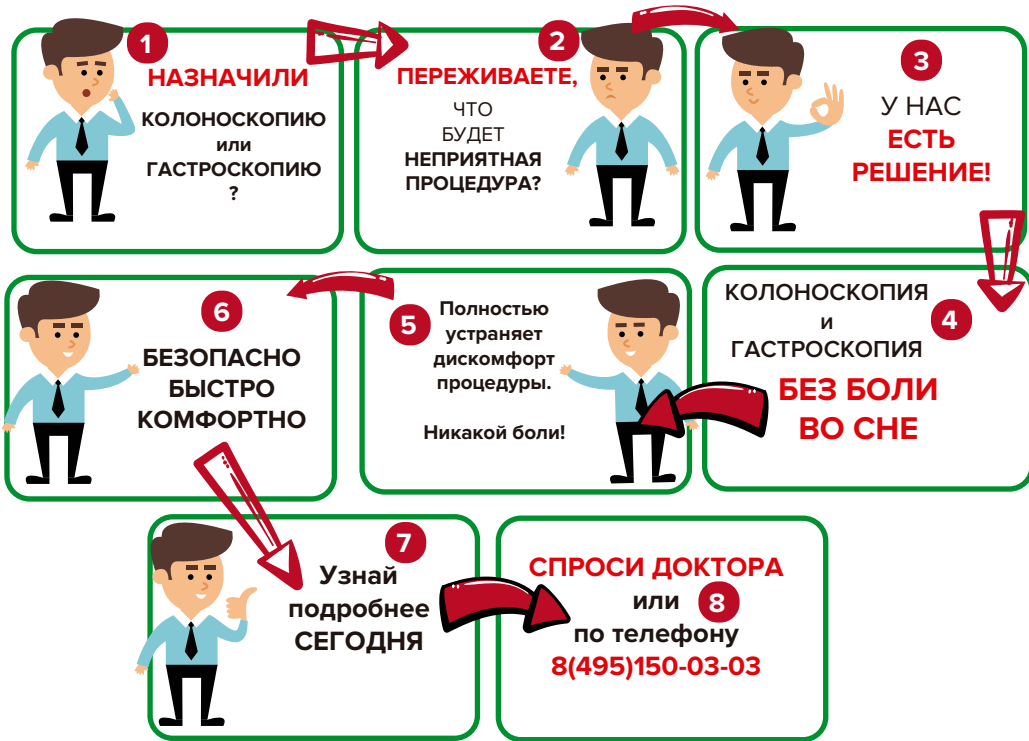 1
НАЗНАЧИЛИ
КОЛОНОСКОПИЮ
или
ГАСТРОСКОПИЮ
?
2
ПЕРЕЖИВАЕТЕ,
ЧТО
БУДЕТ
НЕПРИЯТНАЯ
ПРОЦЕДУРА?
3
У НАС
ЕСТЬ
РЕШЕНИЕ!
4
КОЛОНОСКОПИЯ
и
ГАСТРОСКОПИЯ
БЕЗ БОЛИ
ВО СНЕ
5
Полностью
устраняет
дискомфорт
процедуры.
Никакой боли!
6
БЕЗОПАСНО
БЫСТРО
КОМФОРТНО
7
Узнай
подробнее
СЕГОДНЯ
СПРОСИ ДОКТОРА
или 8
по телефону
8(495)150-03-03